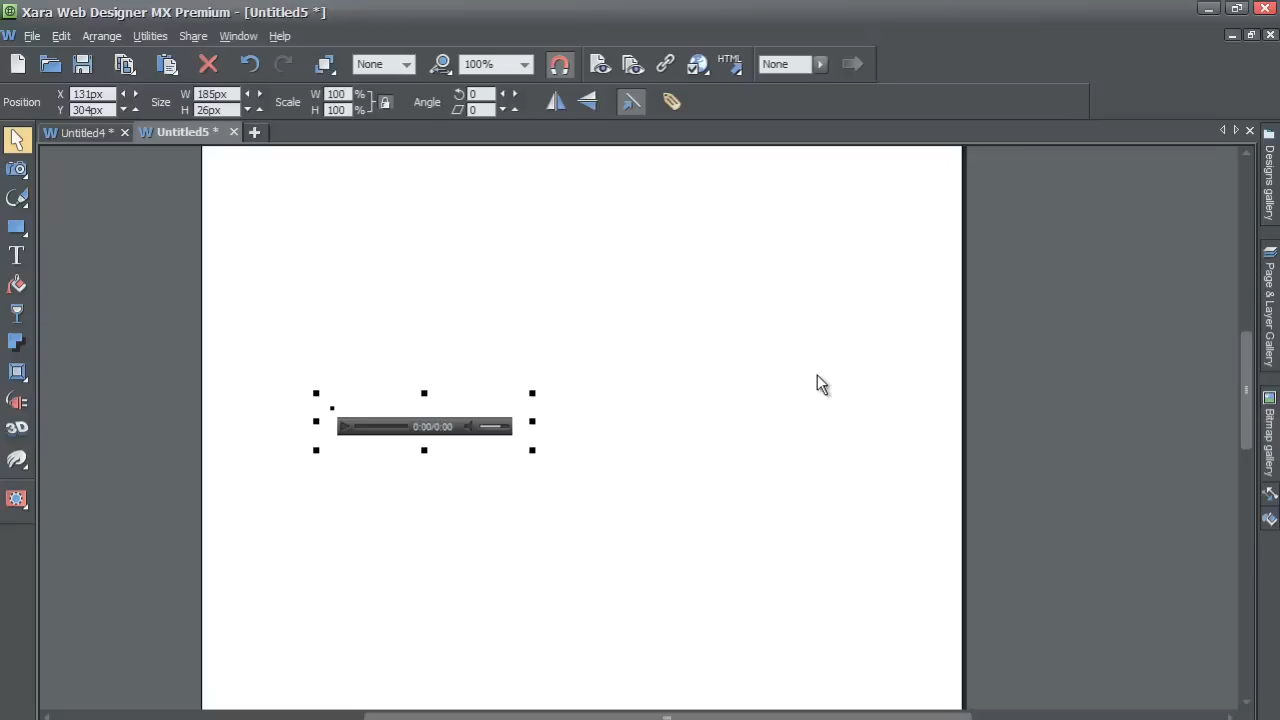 Xara Web Designer MX Premium - [Untitled5 *]
File Edit Arrange Utilities Share Window Help
None 100% HTML None
Position X 131px Size W 185px Scale W 100 % Angle 0
Y 304px H 26px H 100 % 0
Untitled4 * Untitled5 *
Designs gallery
Page & Layer Gallery
Bitmap gallery
T
3D
0:00/0:00